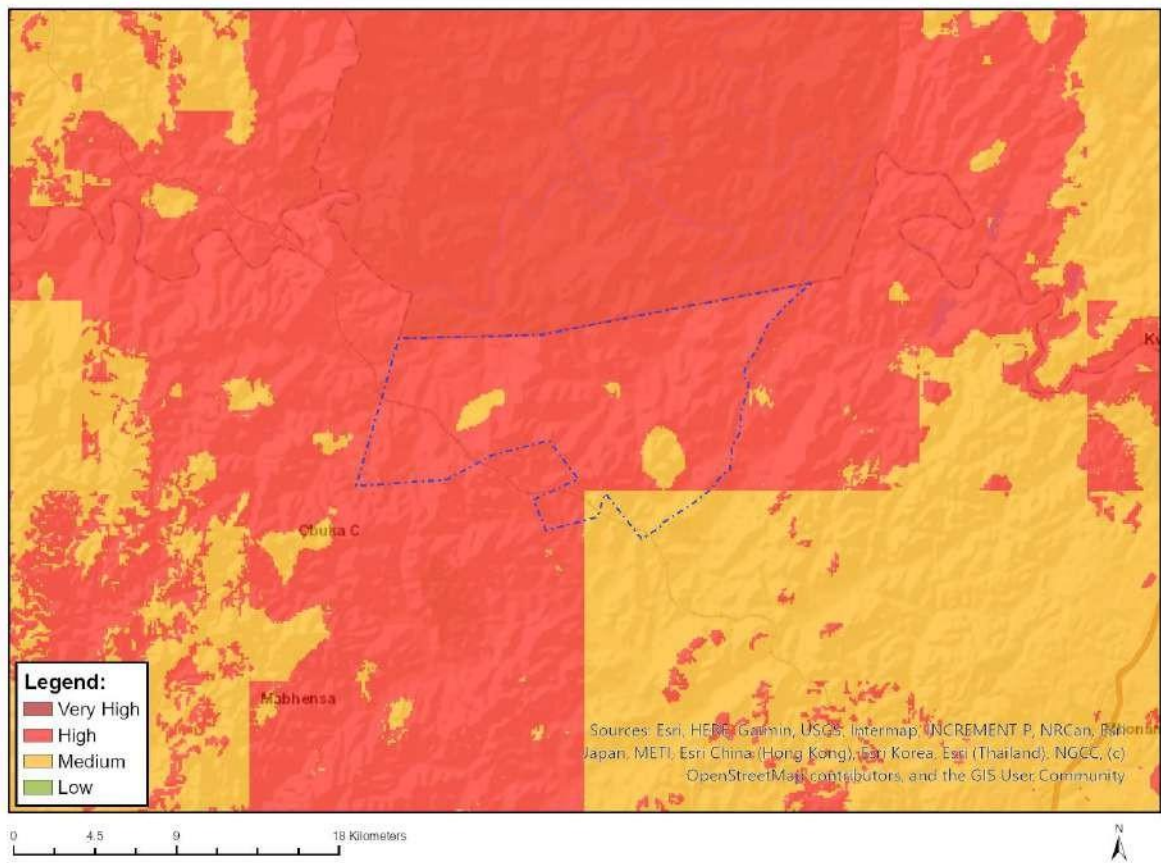 Obuka C
Mabhensa
Legend:
Very High
High
Medium
Low
Sources: Esri, HERE, Garmin, USGS, Intermap, INCREMENT P, NRCan, Esri
Japan, METI, Esri China (Hong Kong), Esri Korea, Esri (Thailand), NGCC, (c)
OpenStreetMap contributors, and the GIS User Community
0 4.5 9 18 Kilometers
N